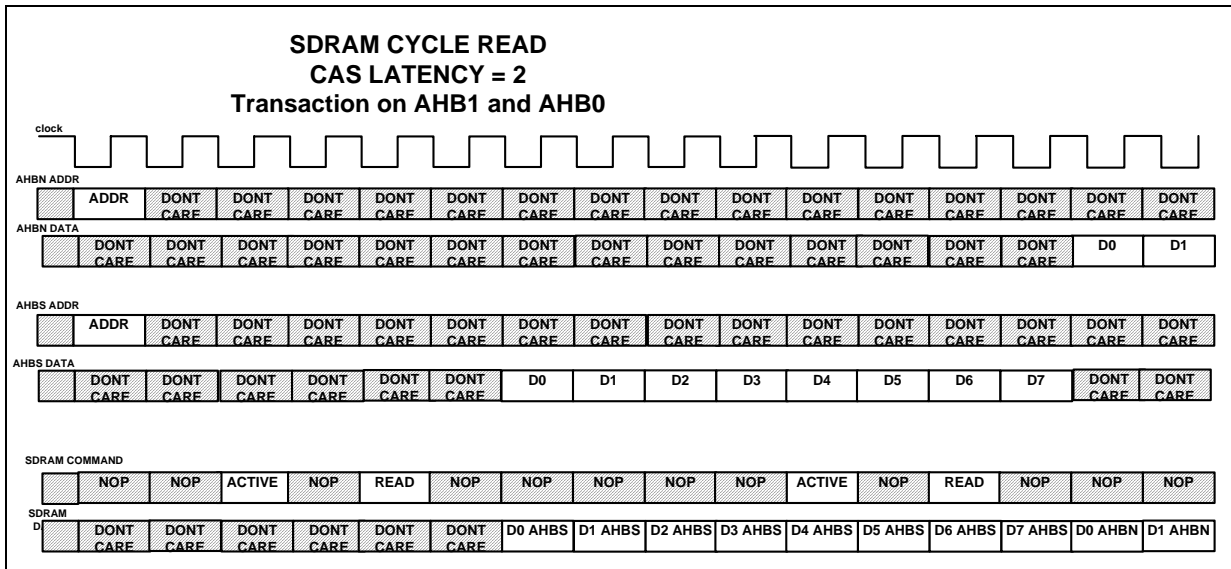 SDRAM CYCLE READ
CAS LATENCY = 2
Transaction on AHB1 and AHB0
clock
AHBN ADDR
ADDR DONT DONT DONT DONT DONT DONT DONT DONT DONT DONT DONT DONT DONT DONT DONT
CARE CARE CARE CARE CARE CARE CARE CARE CARE CARE CARE CARE CARE CARE CARE
AHBN DATA
DONT DONT DONT DONT DONT DONT DONT DONT DONT DONT DONT DONT DONT DONT D0 D1
CARE CARE CARE CARE CARE CARE CARE CARE CARE CARE CARE CARE CARE CARE
AHBS ADDR
ADDR DONT DONT DONT DONT DONT DONT DONT DONT DONT DONT DONT DONT DONT DONT DONT
CARE CARE CARE CARE CARE CARE CARE CARE CARE CARE CARE CARE CARE CARE CARE
AHBS DATA
DONT DONT DONT DONT DONT DONT D0 D1 D2 D3 D4 D5 D6 D7 DONT DONT
CARE CARE CARE CARE CARE CARE CARE CARE
SDRAM COMMAND
NOP NOP ACTIVE NOP READ NOP NOP NOP NOP NOP ACTIVE NOP READ NOP NOP NOP
SDRAM
D
DONT DONT DONT DONT DONT DONT D0 AHBS D1 AHBS D2 AHBS D3 AHBS D4 AHBS D5 AHBS D6 AHBS D7 AHBS D0 AHBN D1 AHBN
CARE CARE CARE CARE CARE CARE